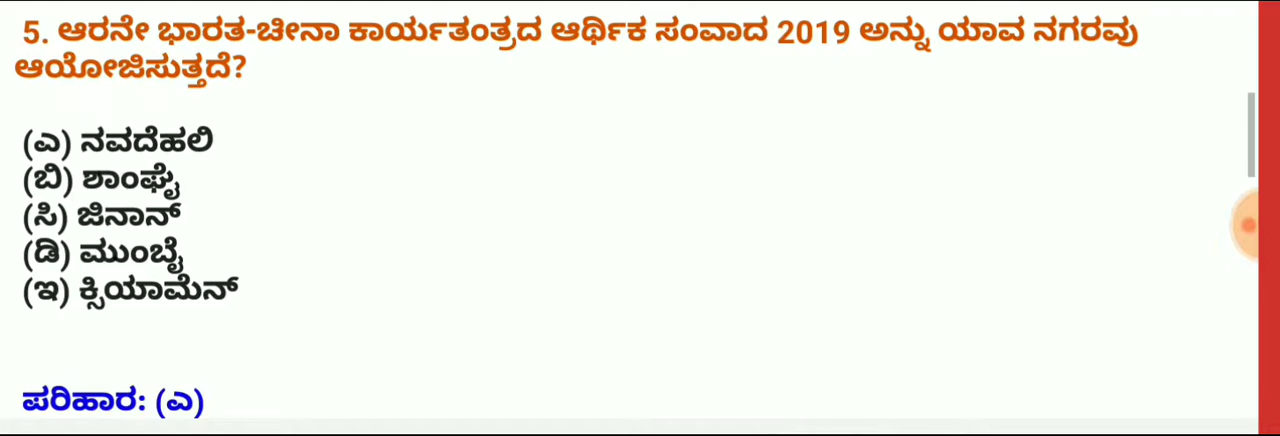 5. ಆರನೇ ಭಾರತ-ಚೀನಾ ಕಾರ್ಯತಂತ್ರದ ಆರ್ಥಿಕ ಸಂವಾದ 2019 ಅನ್ನು ಯಾವ ನಗರವು
ಆಯೋಜಿಸುತ್ತದೆ?
(ಎ) ನವದೆಹಲಿ
(ಬಿ) ಶಾಂಘೈ
(ಸಿ) ಜಿನಾನ್
(ಡಿ) ಮುಂಬೈ
(ಇ) ಕ್ಸಿಯಾಮೆನ್
ಪರಿಹಾರ: (ಎ)